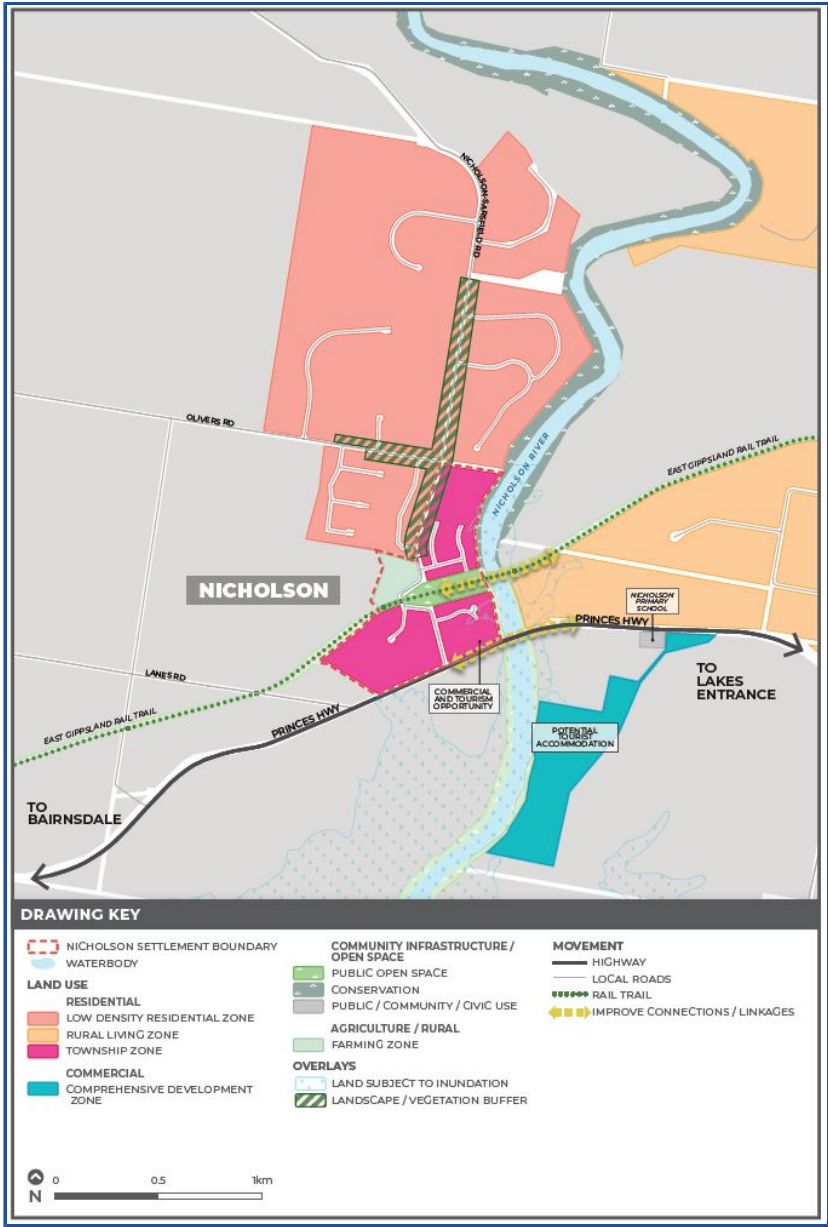 NICHOLSON-SARSFIELD RD
OLIVERS RD
NICHOLSON RIVER
EAST GIPPSLAND RAIL TRAIL
NICHOLSON
NICHOLSON
PRIMARY
SCHOOL
PRINCES HWY
LANES RD
TO
LAKES
ENTRANCE
COMMERCIAL
AND TOURISM
OPPORTUNITY
PRINCES HWY
EAST GIPPSLAND RAIL TRAIL
POTENTIAL
TOURIST
ACCOMMODATION
TO
BAIRNSDALE
DRAWING KEY
NICHOLSON SETTLEMENT BOUNDARY
WATERBODY
LAND USE
RESIDENTIAL
LOW DENSITY RESIDENTIAL ZONE
RURAL LIVING ZONE
TOWNSHIP ZONE
COMMERCIAL
COMPREHENSIVE DEVELOPMENT
ZONE
COMMUNITY INFRASTRUCTURE /
OPEN SPACE
PUBLIC OPEN SPACE
CONSERVATION
PUBLIC / COMMUNITY / CIVIC USE
AGRICULTURE / RURAL
FARMING ZONE
OVERLAYS
LAND SUBJECT TO INUNDATION
LANDSCAPE / VEGETATION BUFFER
MOVEMENT
HIGHWAY
LOCAL ROADS
RAIL TRAIL
IMPROVE CONNECTIONS / LINKAGES
N
0 0.5 1km